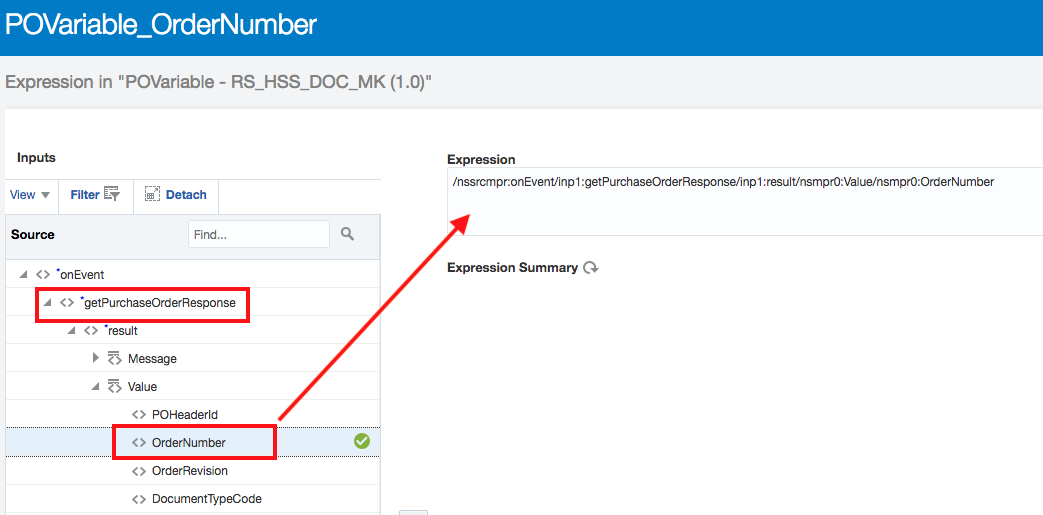 POVariable_OrderNumber
Expression in "POVariable - RS_HSS_DOC_MK (1.0)"
Inputs
View Filter Detach
Source Find...
*onEvent
*getPurchaseOrderResponse
*result
Message
Value
POHeaderId
OrderNumber
OrderRevision
DocumentTypeCode
Expression
/nssrcmpr:onEvent/inp1:getPurchaseOrderResponse/inp1:result/nsmpr0:Value/nsmpr0:OrderNumber
Expression Summary